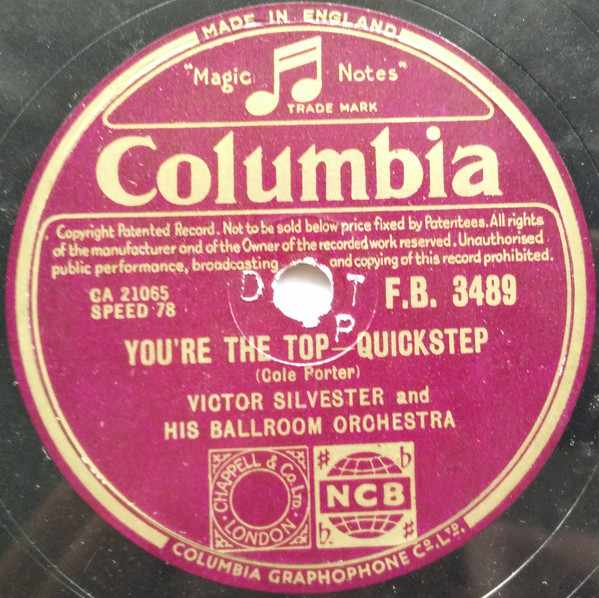 MADE IN ENGLAND.
"Magic Notes"
TRADE MARK
Columbia
Copyright Patented Record. Not to be sold below price fixed by Patentees. All rights
of the manufacturer and of the Owner of the recorded work reserved. Unauthorised
public performance, broadcasting and copying of this record prohibited.
CA 21065
SPEED 78
F.B. 3489
D T
P
YOU'RE THE TOP—QUICKSTEP
(Cole Porter)
VICTOR SILVESTER and
HIS BALLROOM ORCHESTRA
CHAPPELL & CO. LTD.
LONDON
NCB
COLUMBIA GRAPHOPHONE CO. LTD.